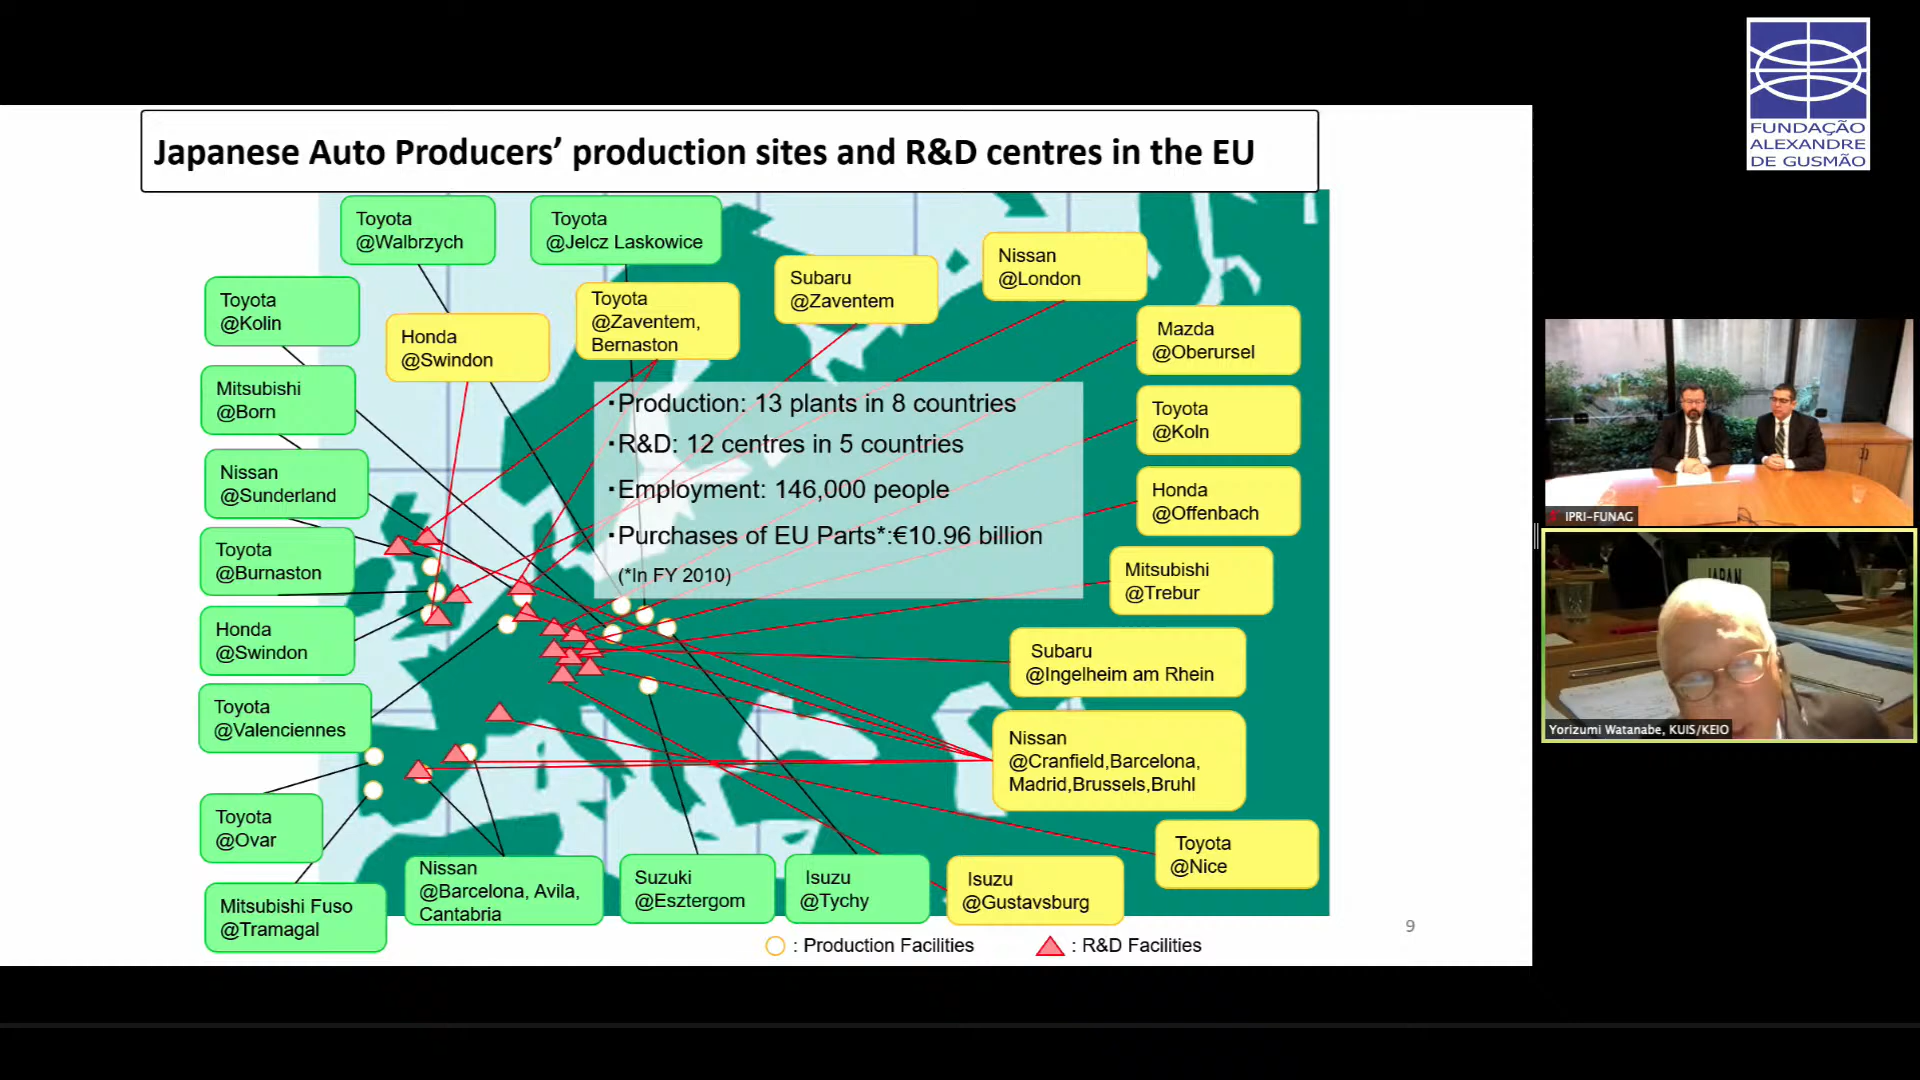 FUNDAÇÃO
ALEXANDRE
DE GUSMÃO
Japanese Auto Producers’ production sites and R&D centres in the EU
Toyota
@Walbrzych
Toyota
@Jelcz Laskowice
Nissan
@London
Subaru
@Zaventem
Toyota
@Kolin
Toyota
@Zaventem,
Bernaston
Honda
@Swindon
Mazda
@Oberursel
Mitsubishi
@Born
・Production: 13 plants in 8 countries
・R&D: 12 centres in 5 countries
・Employment: 146,000 people
・Purchases of EU Parts*:€10.96 billion
(*In FY 2010)
Toyota
@Koln
Nissan
@Sunderland
Honda
@Offenbach
Toyota
@Burnaston
Mitsubishi
@Trebur
Honda
@Swindon
Subaru
@Ingelheim am Rhein
Toyota
@Valenciennes
Nissan
@Cranfield,Barcelona,
Madrid,Brussels,Bruhl
Toyota
@Ovar
Toyota
@Nice
Mitsubishi Fuso
@Tramagal
Nissan
@Barcelona, Avila,
Cantabria
Suzuki
@Esztergom
Isuzu
@Tychy
Isuzu
@Gustavsburg
: Production Facilities
: R&D Facilities
9
IPRI-FUNAG
JAPAN
Yorizumi Watanabe, KUIS/KEIO